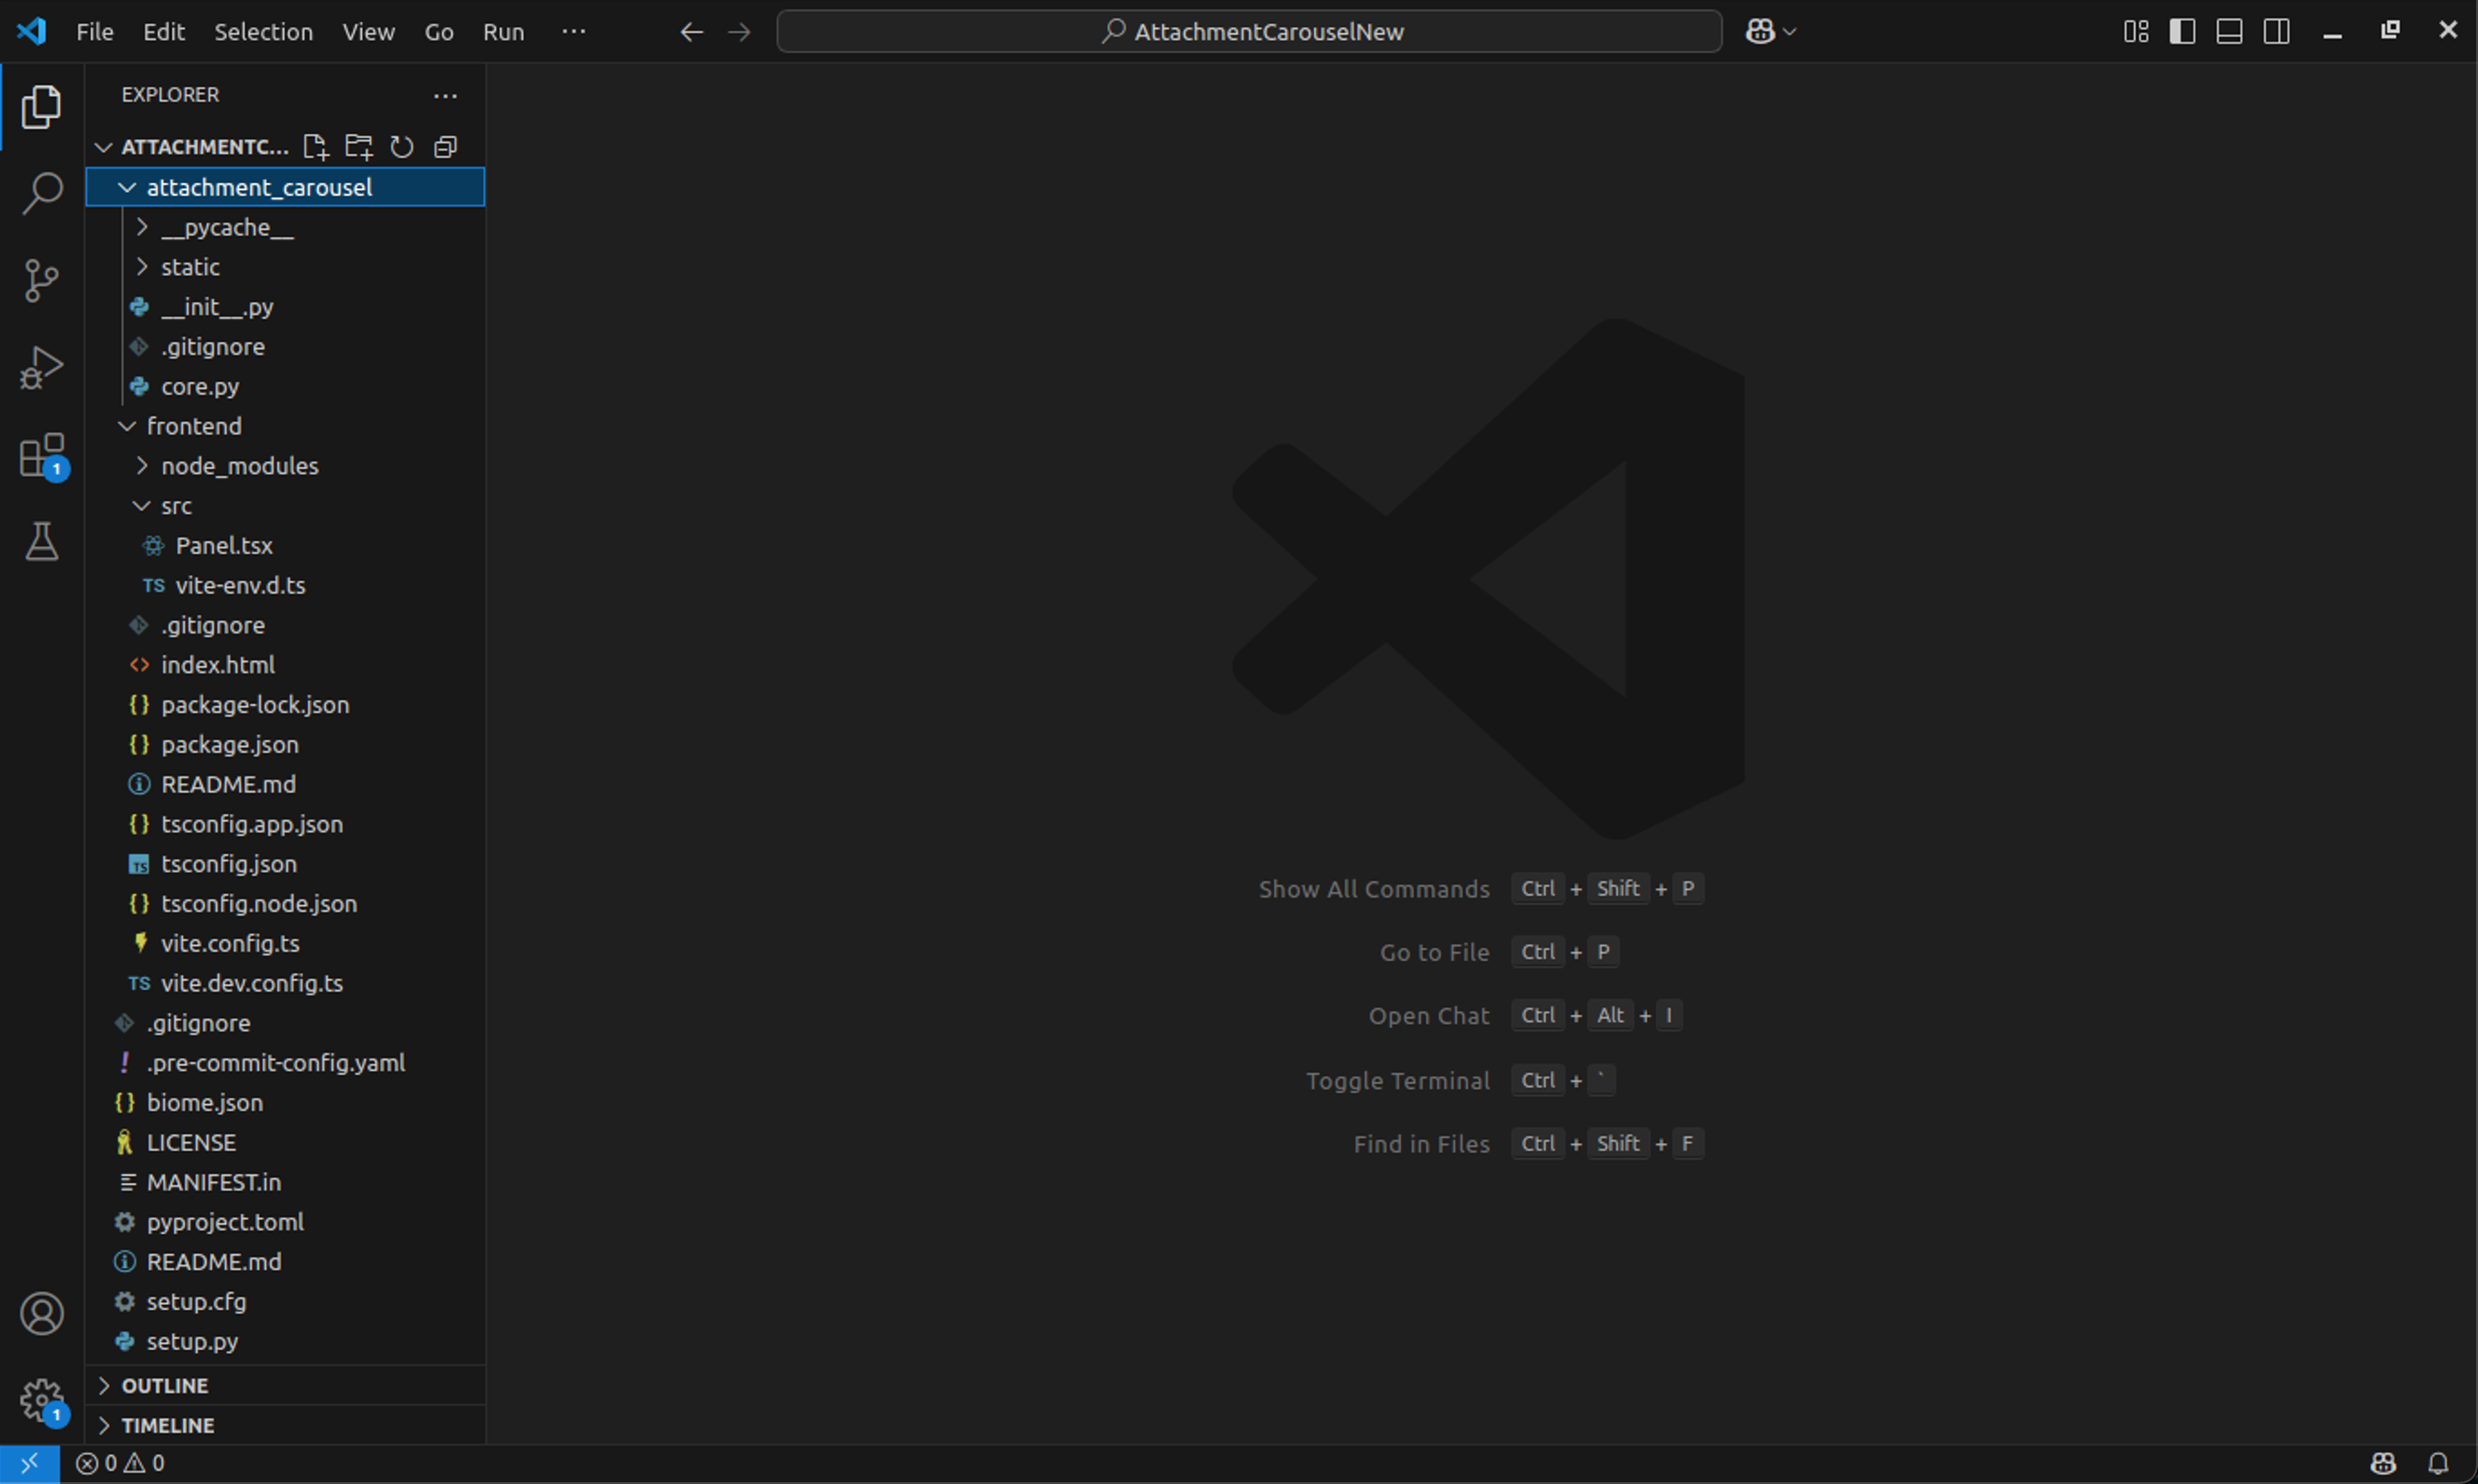 File Edit Selection View Go Run ···
AttachmentCarouselNew
EXPLORER
ATTACHMENTC...
attachment_carousel
__pycache__
static
__init__.py
.gitignore
core.py
frontend
node_modules
src
Panel.tsx
TS vite-env.d.ts
.gitignore
index.html
package-lock.json
package.json
README.md
tsconfig.app.json
TS tsconfig.json
tsconfig.node.json
vite.config.ts
TS vite.dev.config.ts
.gitignore
.pre-commit-config.yaml
biome.json
LICENSE
MANIFEST.in
pyproject.toml
README.md
setup.cfg
setup.py
OUTLINE
TIMELINE
1
1
Show All Commands Ctrl + Shift + P
Go to File Ctrl + P
Open Chat Ctrl + Alt + I
Toggle Terminal Ctrl + `
Find in Files Ctrl + Shift + F
0 0